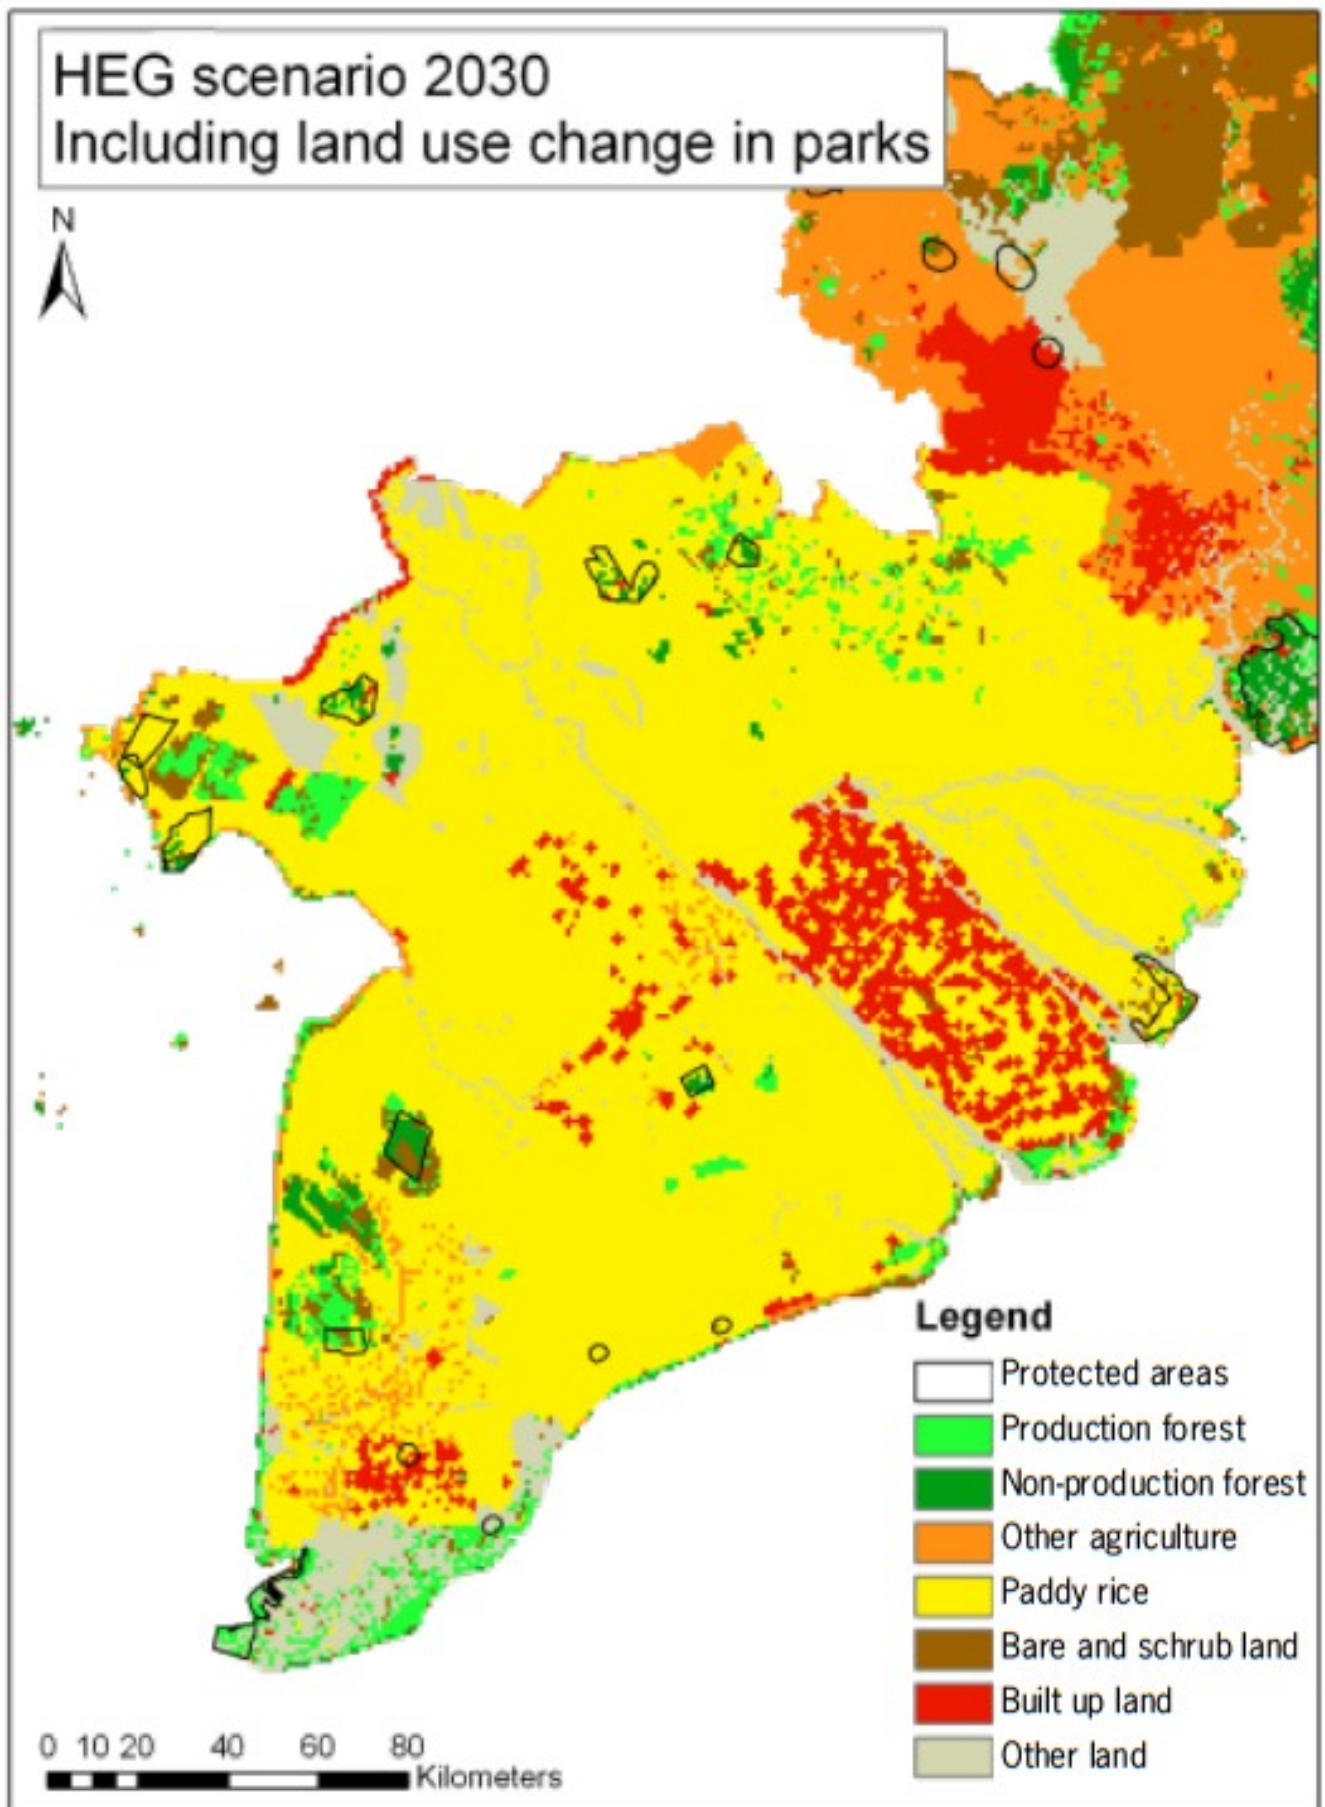 HEG scenario 2030
Including land use change in parks
N
Legend
Protected areas
Production forest
Non-production forest
Other agriculture
Paddy rice
Bare and schrub land
Built up land
Other land
0 10 20 40 60 80
Kilometers